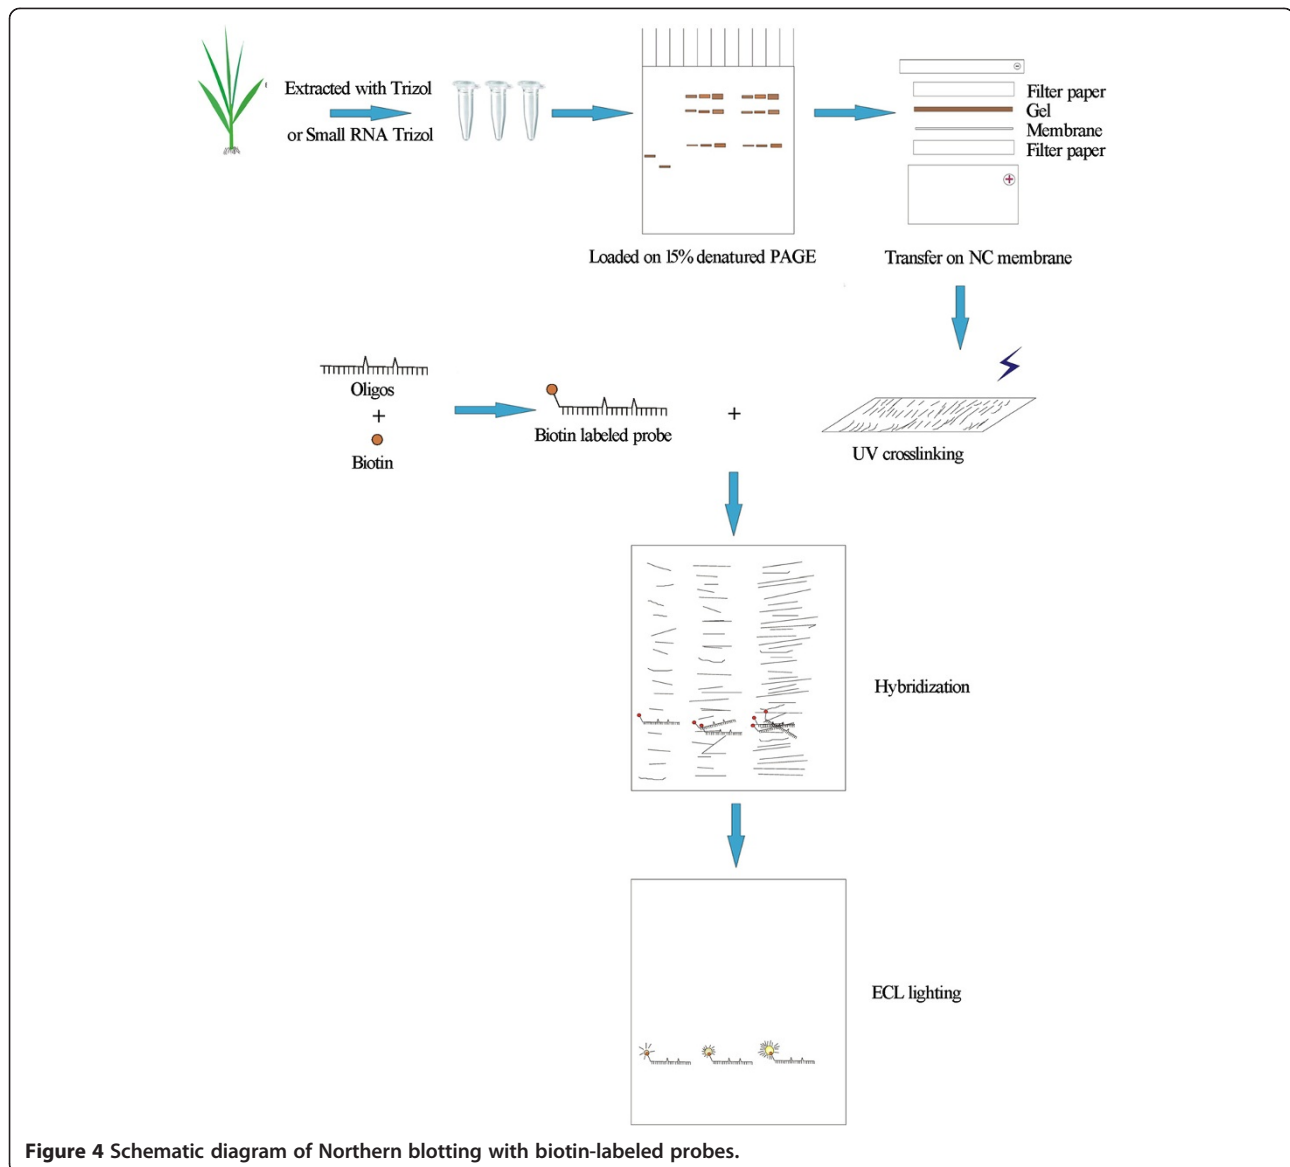 Extracted with Trizol
or Small RNA Trizol
Loaded on 15% denatured PAGE
Filter paper
Gel
Membrane
Filter paper
Transfer on NC membrane
Oligos
+
Biotin
Biotin labeled probe
+
UV crosslinking
Hybridization
ECL lighting
Figure 4 Schematic diagram of Northern blotting with biotin-labeled probes.